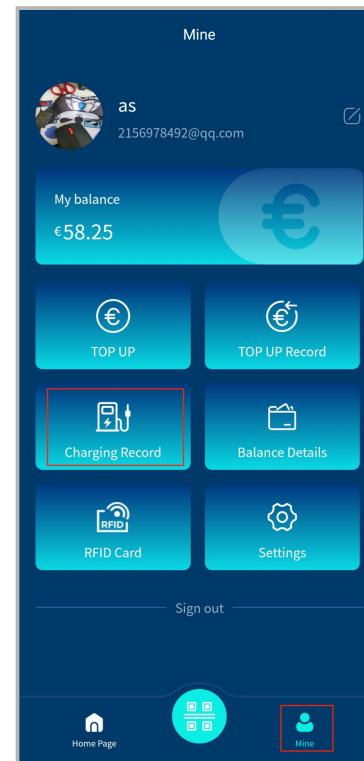 Mine
as
2156978492@qq.com
My balance
€58.25
TOP UP
TOP UP Record
Charging Record
Balance Details
RFID
RFID Card
Settings
Sign out
Home Page
Mine